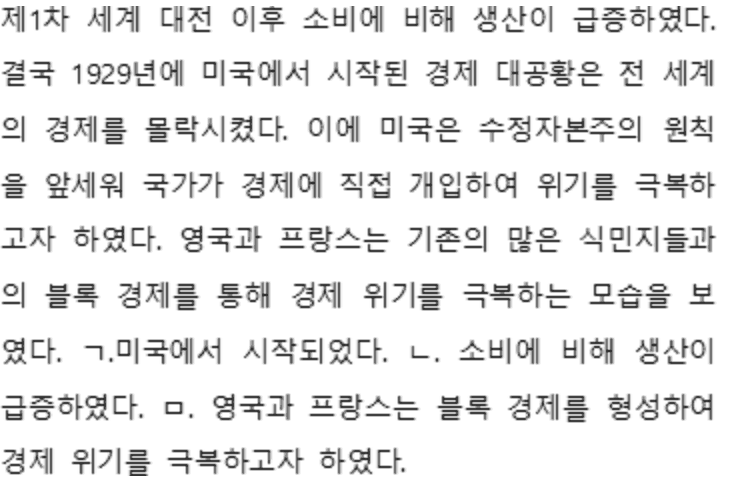 제1차 세계 대전 이후 소비에 비해 생산이 급증하였다.
결국 1929년에 미국에서 시작된 경제 대공황은 전 세계
의 경제를 몰락시켰다. 이에 미국은 수정자본주의 원칙
을 앞세워 국가가 경제에 직접 개입하여 위기를 극복하
고자 하였다. 영국과 프랑스는 기존의 많은 식민지들과
의 블록 경제를 통해 경제 위기를 극복하는 모습을 보
였다. ㄱ.미국에서 시작되었다. ㄴ. 소비에 비해 생산이
급증하였다. ㅁ. 영국과 프랑스는 블록 경제를 형성하여
경제 위기를 극복하고자 하였다.